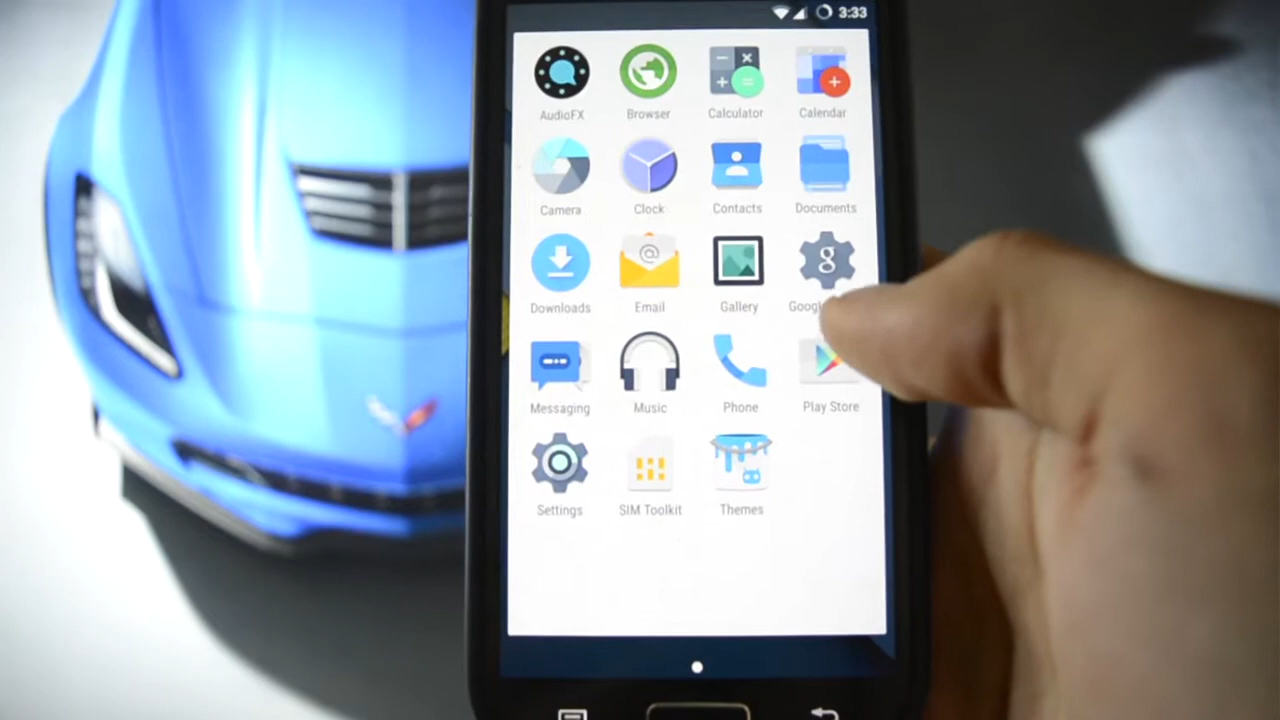 3:33
AudioFX Browser Calculator Calendar
Camera Clock Contacts Documents
Downloads Email Gallery
Messaging Music Phone Play Store
Settings SIM Toolkit Themes